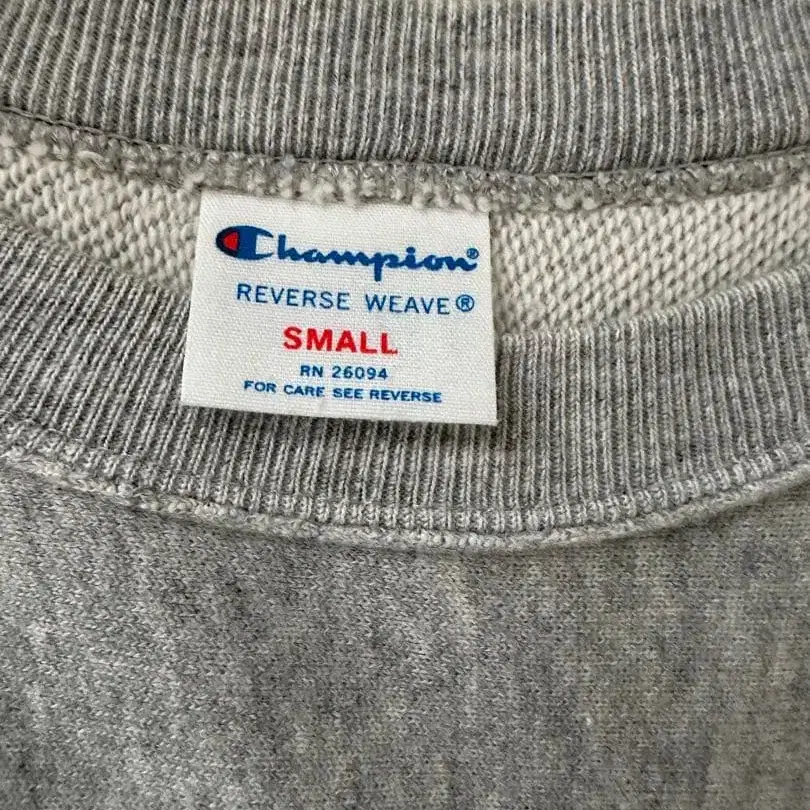 Champion®
REVERSE WEAVE®
SMALL
RN 26094
FOR CARE SEE REVERSE